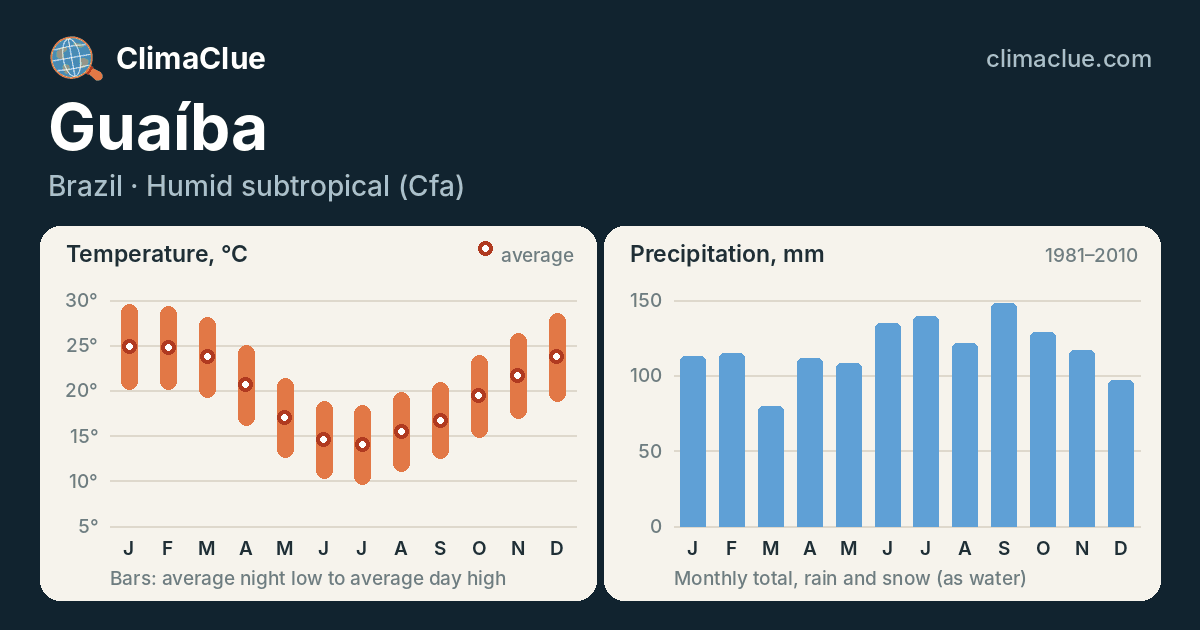 ClimaClue
climaclue.com
Guaíba
Brazil · Humid subtropical (Cfa)
Temperature, °C
average
30°
25°
20°
15°
10°
5°
J F M A M J J A S O N D
Bars: average night low to average day high
Precipitation, mm
1981–2010
150
100
50
0
J F M A M J J A S O N D
Monthly total, rain and snow (as water)